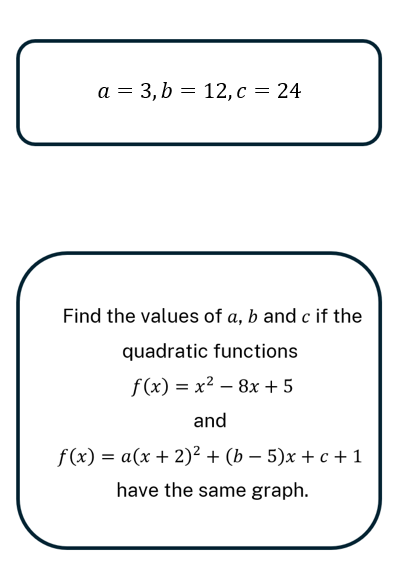 a = 3, b = 12, c = 24
Find the values of a, b and c if the
quadratic functions
f(x) = x² − 8x + 5
and
f(x) = a(x + 2)² + (b − 5)x + c + 1
have the same graph.